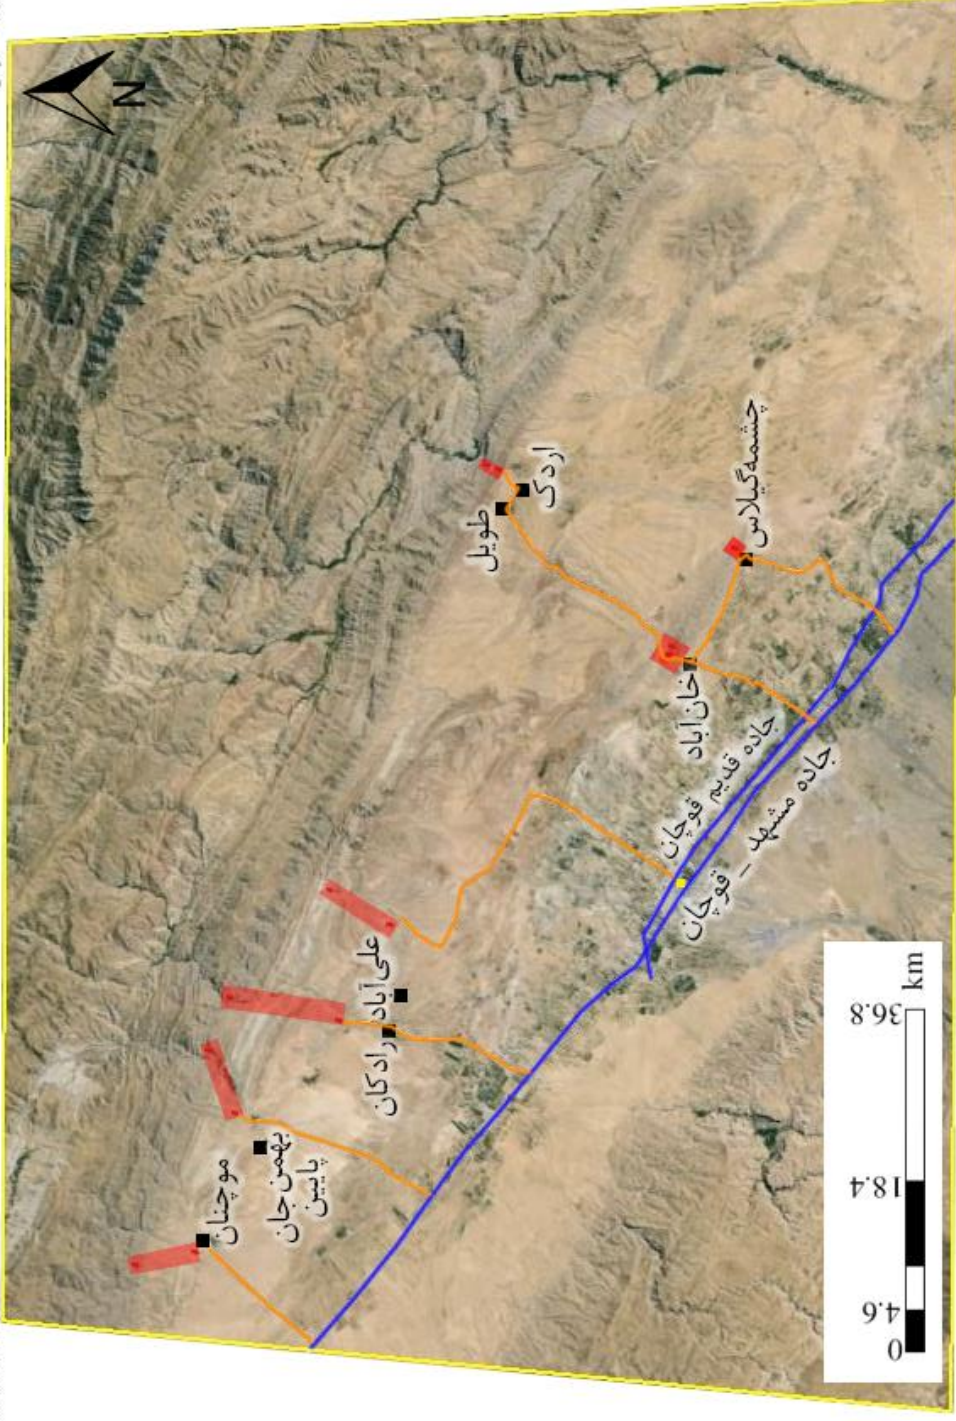 N
موچنان
بهمن‌جان
پایین
رادکان
علی‌آباد
طویل
اردک
خان‌آباد
چشمه‌گیلاس
جاده قدیم قوچان
جاده مشهد - قوچان
0 4.6 18.4 36.8
km